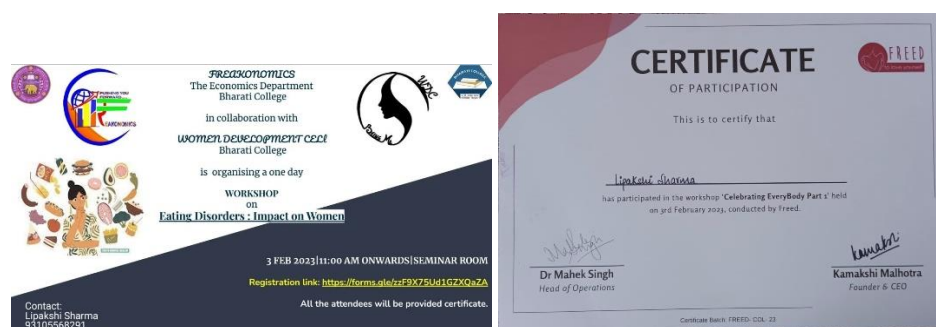 FREAKONOMICS
The Economics Department
Bharati College
in collaboration with
WOMEN DEVELOPMENT CELL
Bharati College
is organising a one day
WORKSHOP
on
Eating Disorders : Impact on Women
3 FEB 2023|11:00 AM ONWARDS|SEMINAR ROOM
Registration link: https://forms.gle/zzF9X75Ud1GZXQaZA
All the attendees will be provided certificate.
Contact:
Lipakshi Sharma
93105568291
WDC
CERTIFICATE
OF PARTICIPATION
FREED
This is to certify that
Lipakshi Sharma
has participated in the workshop 'Celebrating EveryBody Part 1' held
on 3rd February 2023, conducted by Freed.
Dr Mahek Singh
Head of Operations
Kamakshi
Kamakshi Malhotra
Founder & CEO
Certificate Batch: FREED- COL- 23